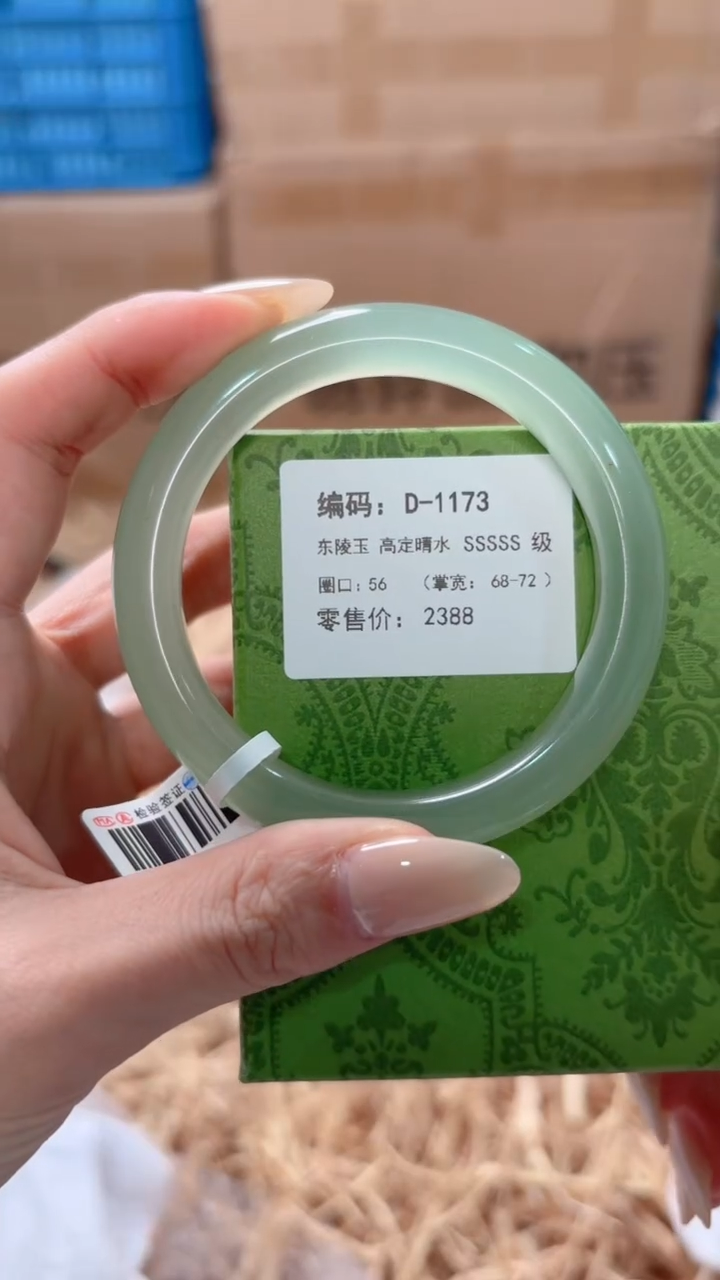 编码：D-1173
东陵玉 高定晴水 SSSSS 级
圈口：56 （掌宽：68-72）
零售价：2388
MA A 检验签证